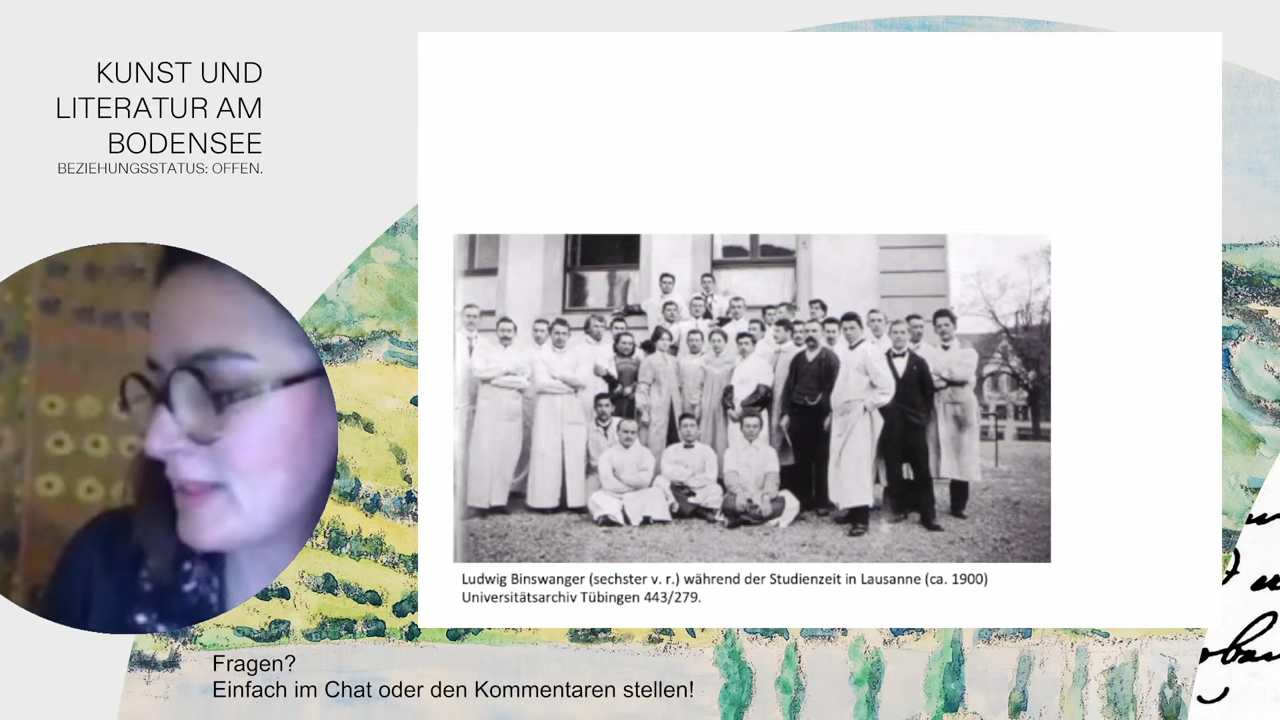 KUNST UND
LITERATUR AM
BODENSEE
BEZIEHUNGSSTATUS: OFFEN.
Ludwig Binswanger (sechster v. r.) während der Studienzeit in Lausanne (ca. 1900)
Universitätsarchiv Tübingen 443/279.
Fragen?
Einfach im Chat oder den Kommentaren stellen!